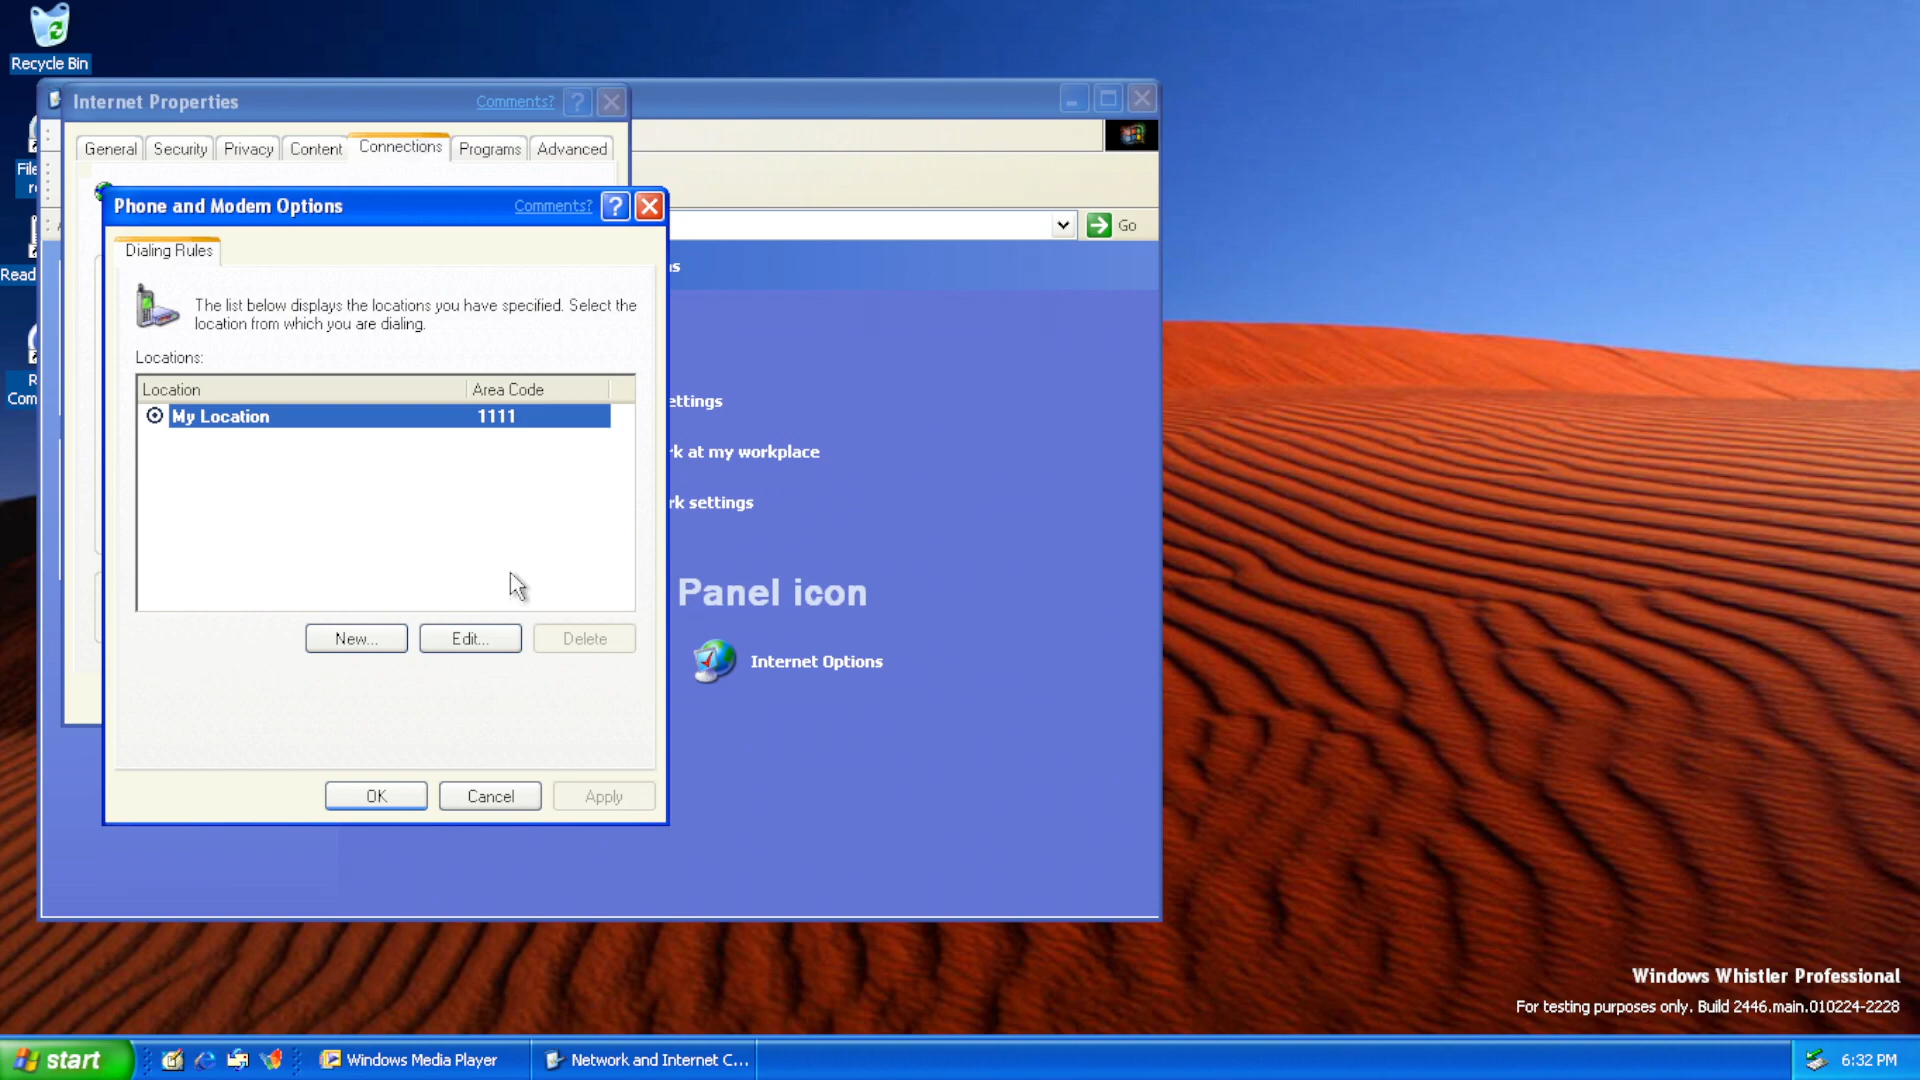 Recycle Bin
Internet Properties
Comments?
General
Security
Privacy
Content
Connections
Programs
Advanced
Phone and Modem Options
Comments?
Go
Dialing Rules
The list below displays the locations you have specified. Select the
location from which you are dialing.
Locations:
Location
Area Code
My Location
1111
New...
Edit...
Delete
OK
Cancel
Apply
ettings
rk at my workplace
rk settings
Panel icon
Internet Options
File
Read
Com
Windows Whistler Professional
For testing purposes only. Build 2446.main.010224-2228
start
Windows Media Player
Network and Internet C...
6:32 PM